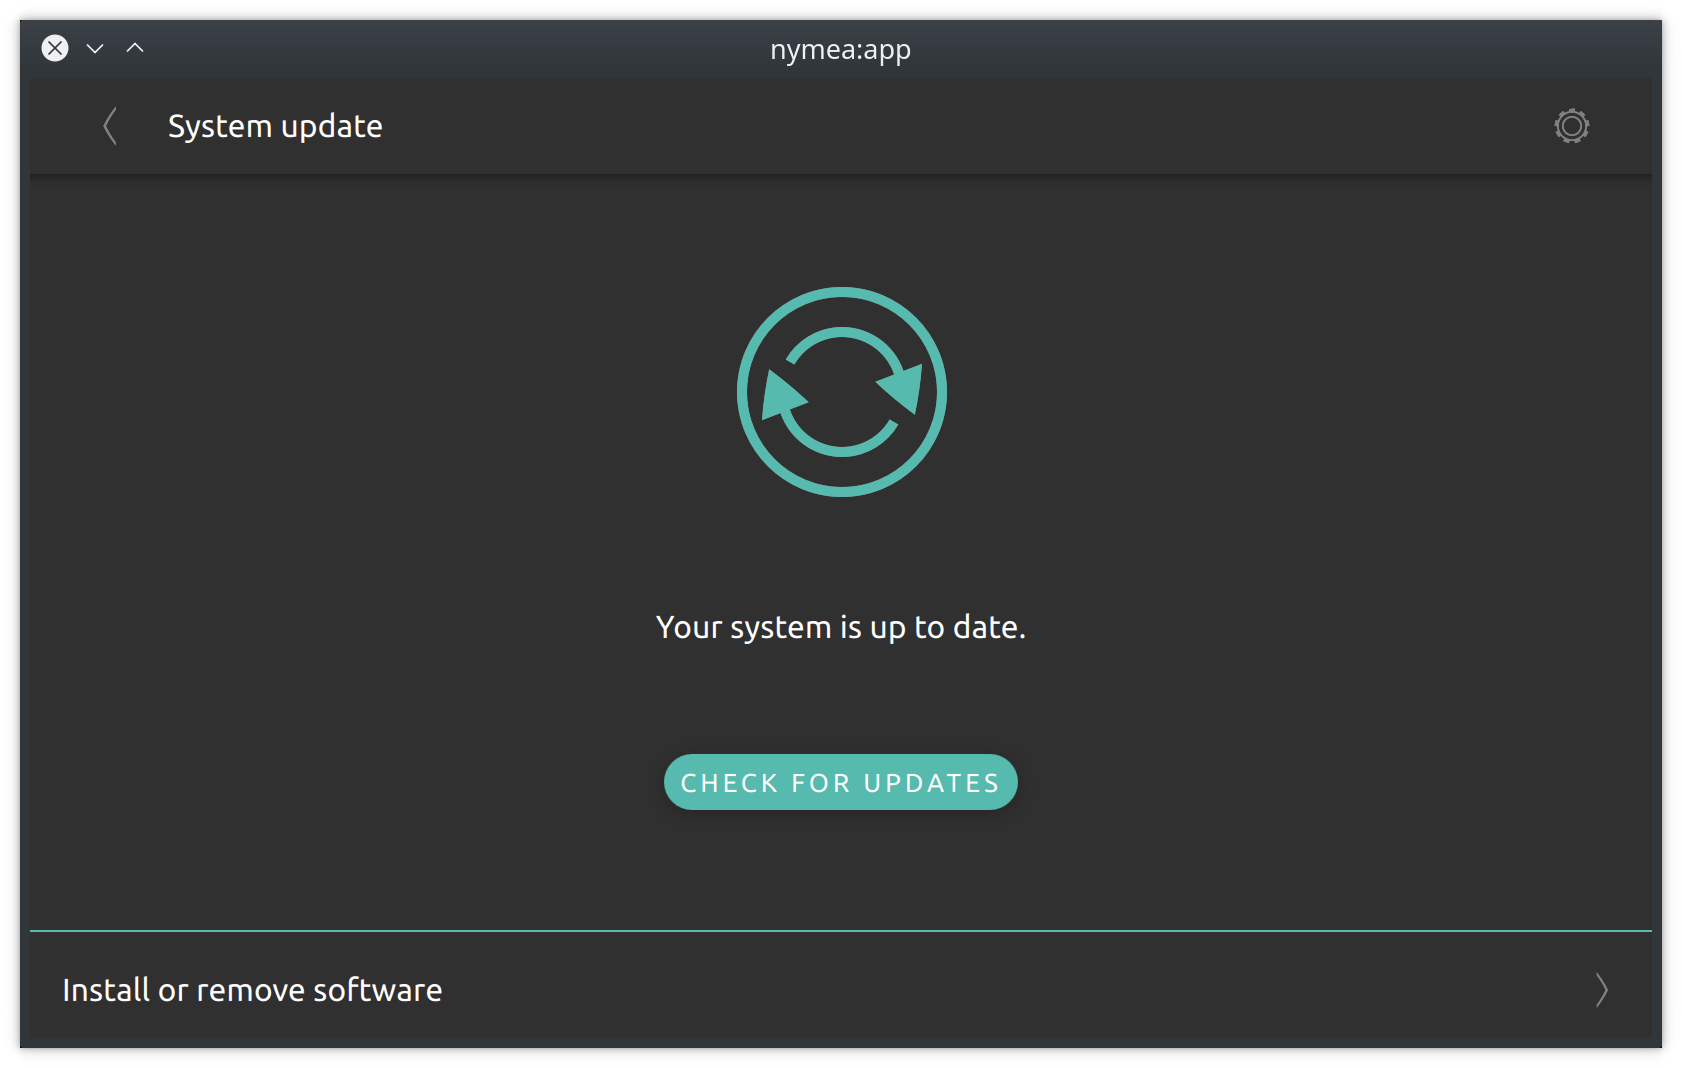 nymea:app
System update
Your system is up to date.
CHECK FOR UPDATES
Install or remove software